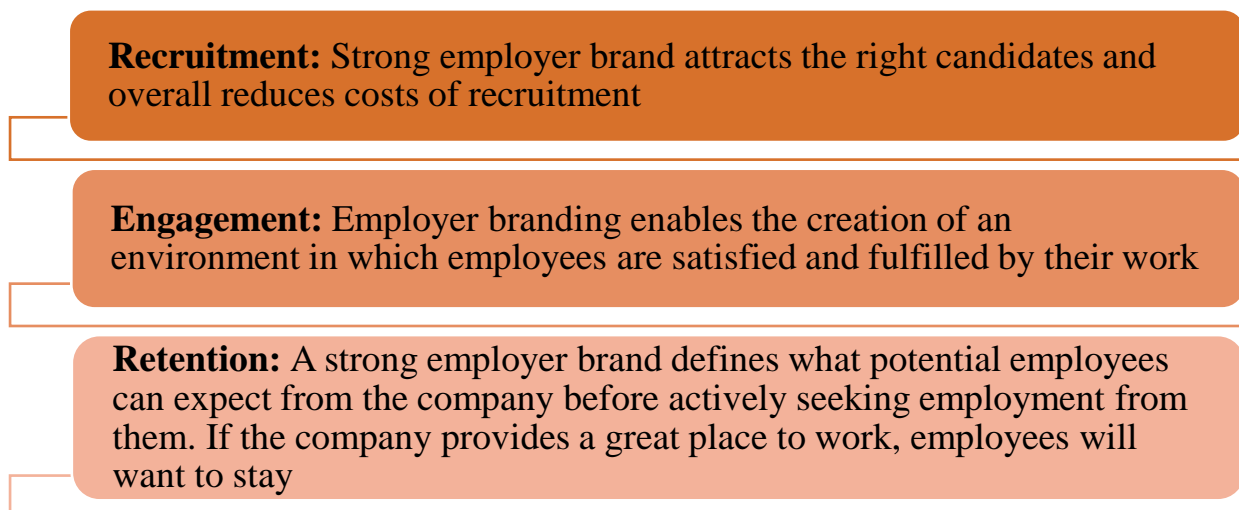 Recruitment: Strong employer brand attracts the right candidates and
overall reduces costs of recruitment
Engagement: Employer branding enables the creation of an
environment in which employees are satisfied and fulfilled by their work
Retention: A strong employer brand defines what potential employees
can expect from the company before actively seeking employment from
them. If the company provides a great place to work, employees will
want to stay